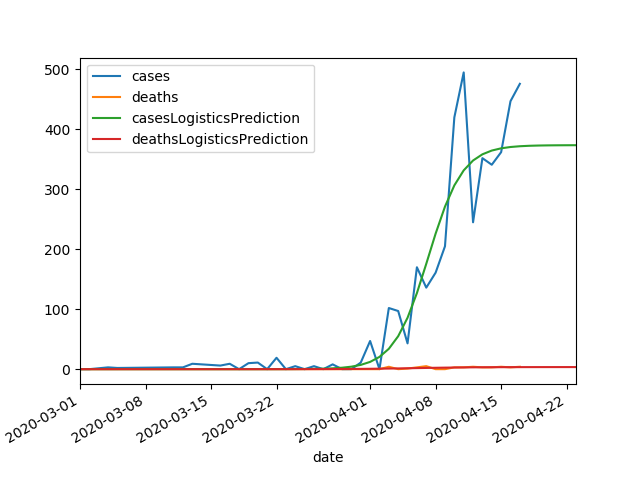 500
400
300
200
100
0
cases
deaths
casesLogisticsPrediction
deathsLogisticsPrediction
2020-03-01
2020-03-08
2020-03-15
2020-03-22
2020-04-01
2020-04-08
2020-04-15
2020-04-22
date